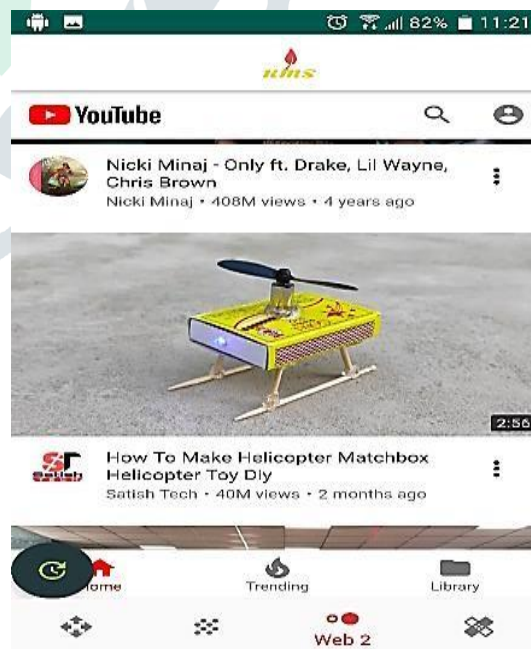 82% 11:21
ums
YouTube
Nicki Minaj - Only ft. Drake, Lil Wayne,
Chris Brown
Nicki Minaj • 408M views • 4 years ago
2:56
How To Make Helicopter Matchbox
Helicopter Toy Diy
Satish Tech • 40M views • 2 months ago
Home
Trending
Library
Web 2